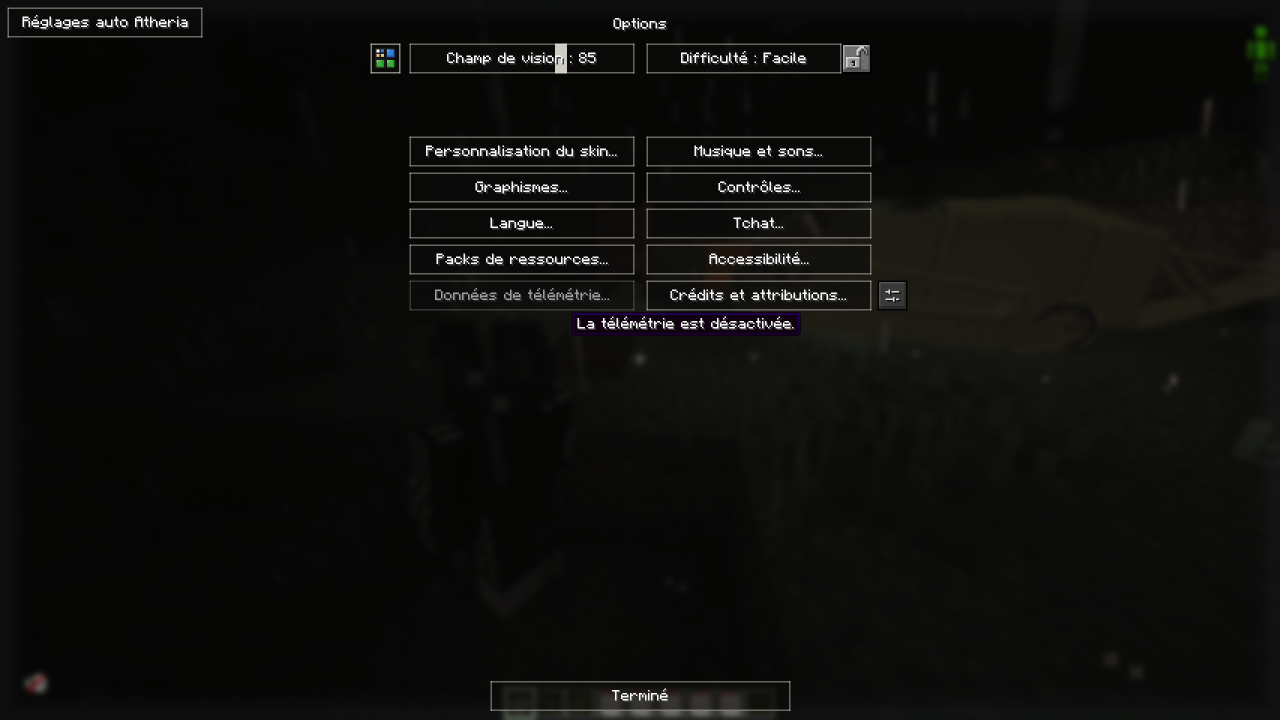 Réglages auto Atheria
Options
Champ de vision : 85
Difficulté : Facile
Personnalisation du skin...
Musique et sons...
Graphismes...
Contrôles...
Langue...
Tchat...
Packs de ressources...
Accessibilité...
Données de télémétrie...
Crédits et attributions...
La télémétrie est désactivée.
Terminé